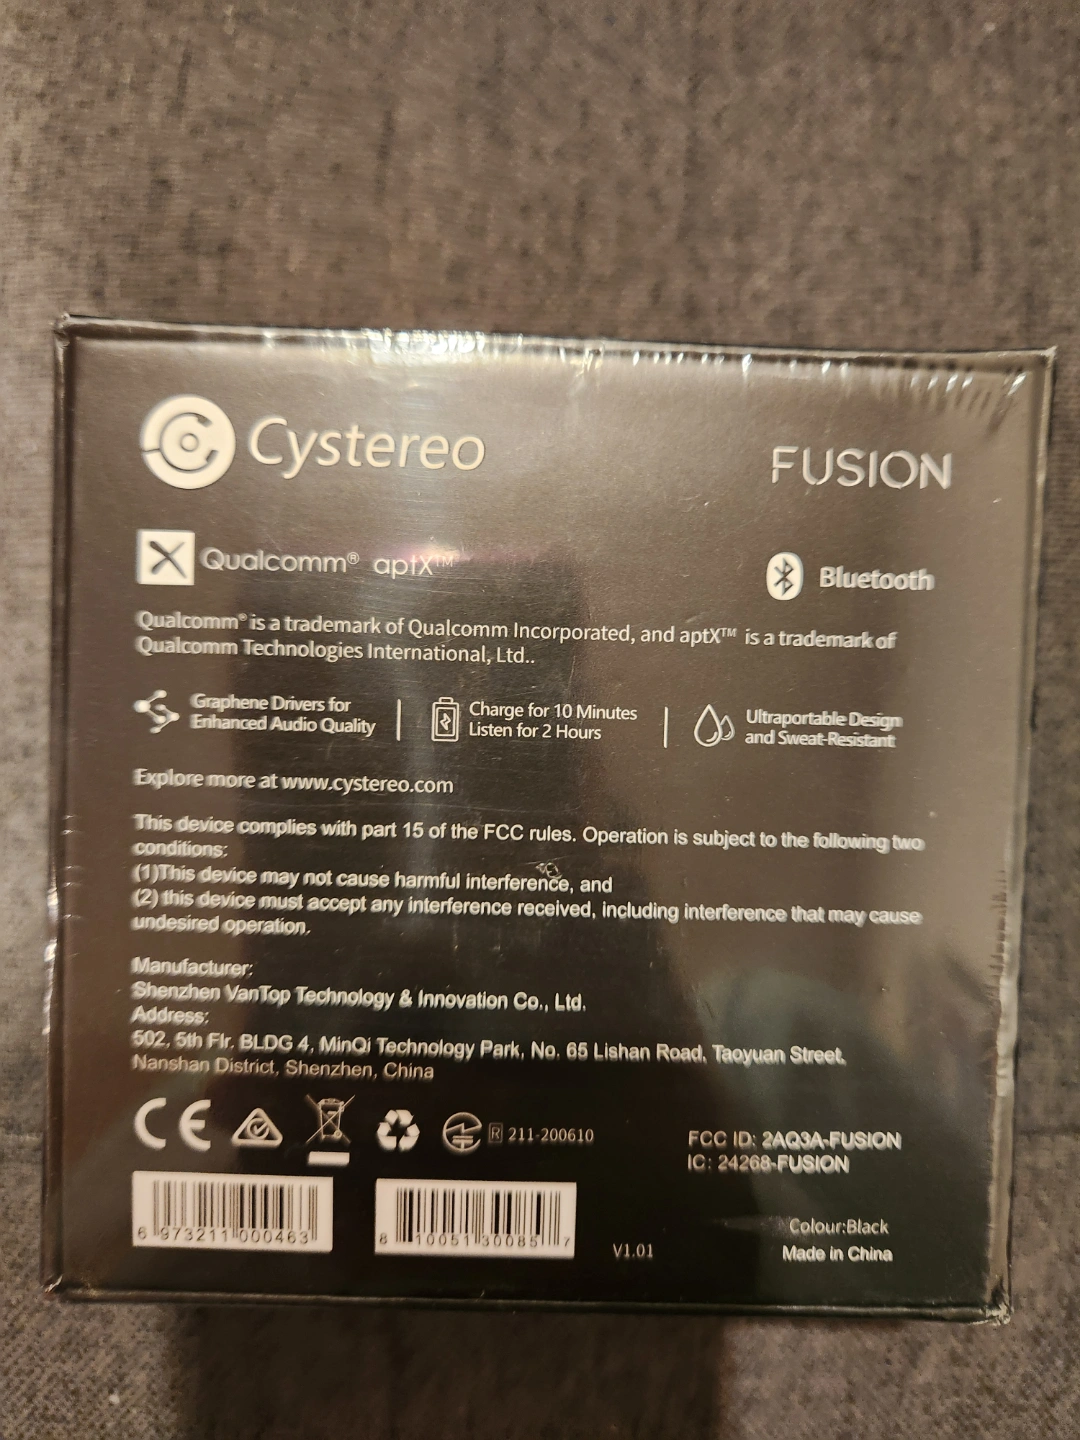 Cystereo
FUSION
Qualcomm® aptX™
Bluetooth
Qualcomm® is a trademark of Qualcomm Incorporated, and aptX™ is a trademark of
Qualcomm Technologies International, Ltd..
Graphene Drivers for
Enhanced Audio Quality
Charge for 10 Minutes
Listen for 2 Hours
Ultraportable Design
and Sweat-Resistant
Explore more at www.cystereo.com
This device complies with part 15 of the FCC rules. Operation is subject to the following two
conditions:
(1)This device may not cause harmful interference, and
(2) this device must accept any interference received, including interference that may cause
undesired operation.
Manufacturer:
Shenzhen VanTop Technology & Innovation Co., Ltd.
Address:
502, 5th Flr. BLDG 4, MinQi Technology Park, No. 65 Lishan Road, Taoyuan Street,
Nanshan District, Shenzhen, China
CE
R 211-200610
FCC ID: 2AQ3A-FUSION
IC: 24268-FUSION
6 973211 000463
8 10051 30085 7
V1.01
Colour:Black
Made in China